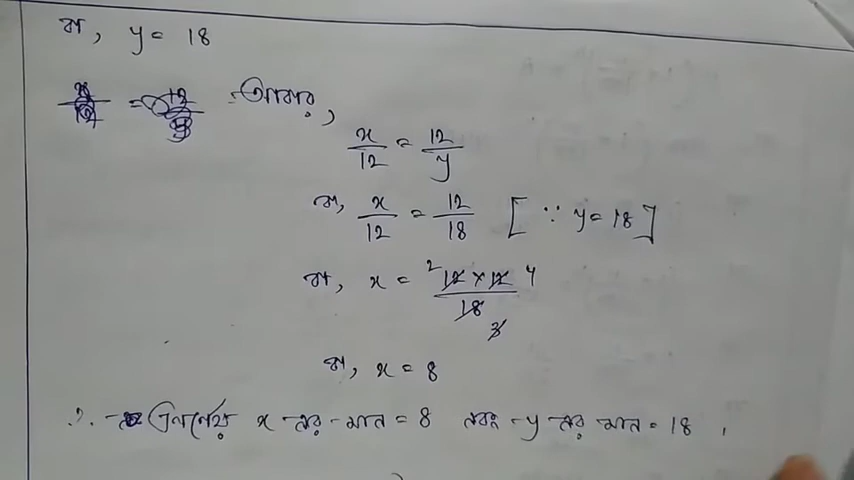 বা, y = 18
আবার,
x/12 = 12/y
বা, x/12 = 12/18 [∵ y = 18]
বা, x = 12 × 12 / 18
বা, x = 8
∴ নির্ণেয় x এর মান = 8 এবং y এর মান = 18 ,